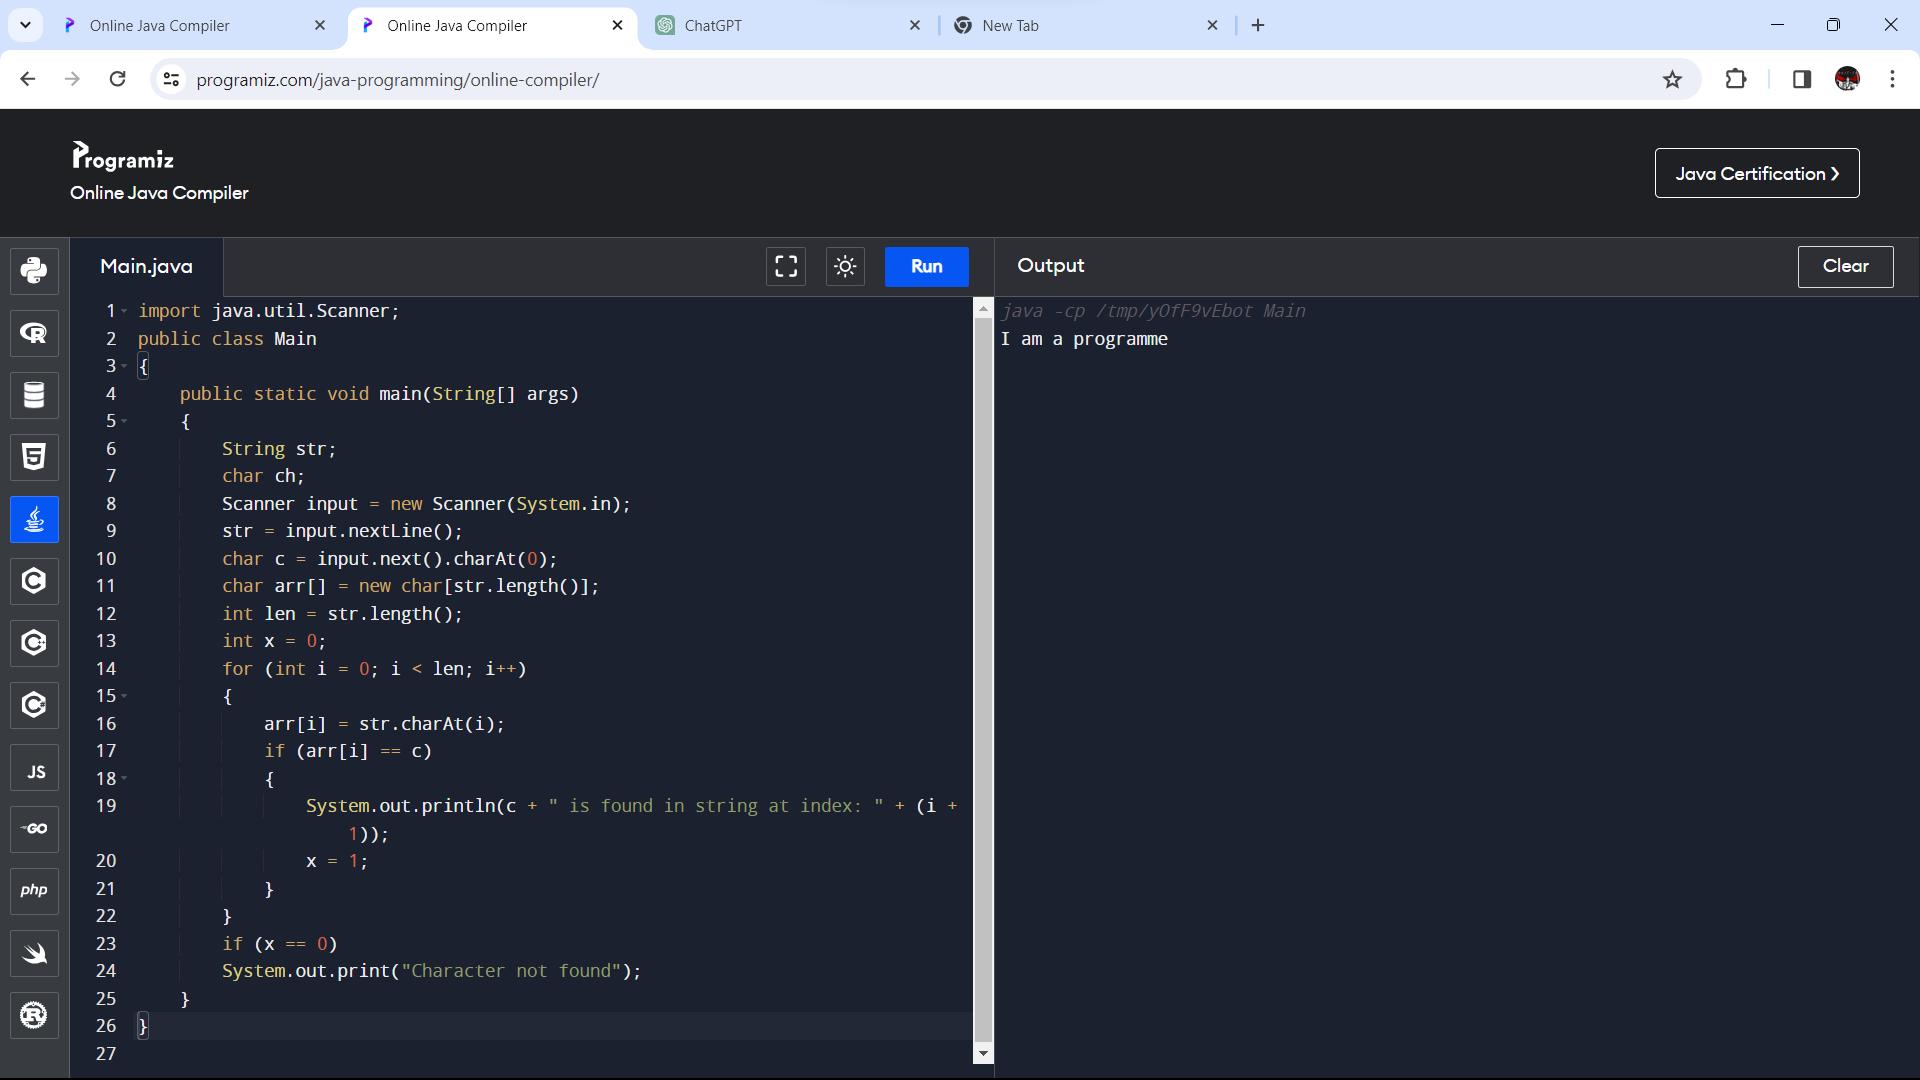 Online Java Compiler
Online Java Compiler
ChatGPT
New Tab
programiz.com/java-programming/online-compiler/
Programiz
Online Java Compiler
Java Certification ❯
Main.java
Run
Output
Clear
1 import java.util.Scanner;
2 public class Main
3 {
4 public static void main(String[] args)
5 {
6 String str;
7 char ch;
8 Scanner input = new Scanner(System.in);
9 str = input.nextLine();
10 char c = input.next().charAt(0);
11 char arr[] = new char[str.length()];
12 int len = str.length();
13 int x = 0;
14 for (int i = 0; i < len; i++)
15 {
16 arr[i] = str.charAt(i);
17 if (arr[i] == c)
18 {
19 System.out.println(c + " is found in string at index: " + (i +
1));
20 x = 1;
21 }
22 }
23 if (x == 0)
24 System.out.print("Character not found");
25 }
26 }
27
java -cp /tmp/yOfF9vEbot Main
I am a programme
R
5
C
C
C
JS
GO
php
R